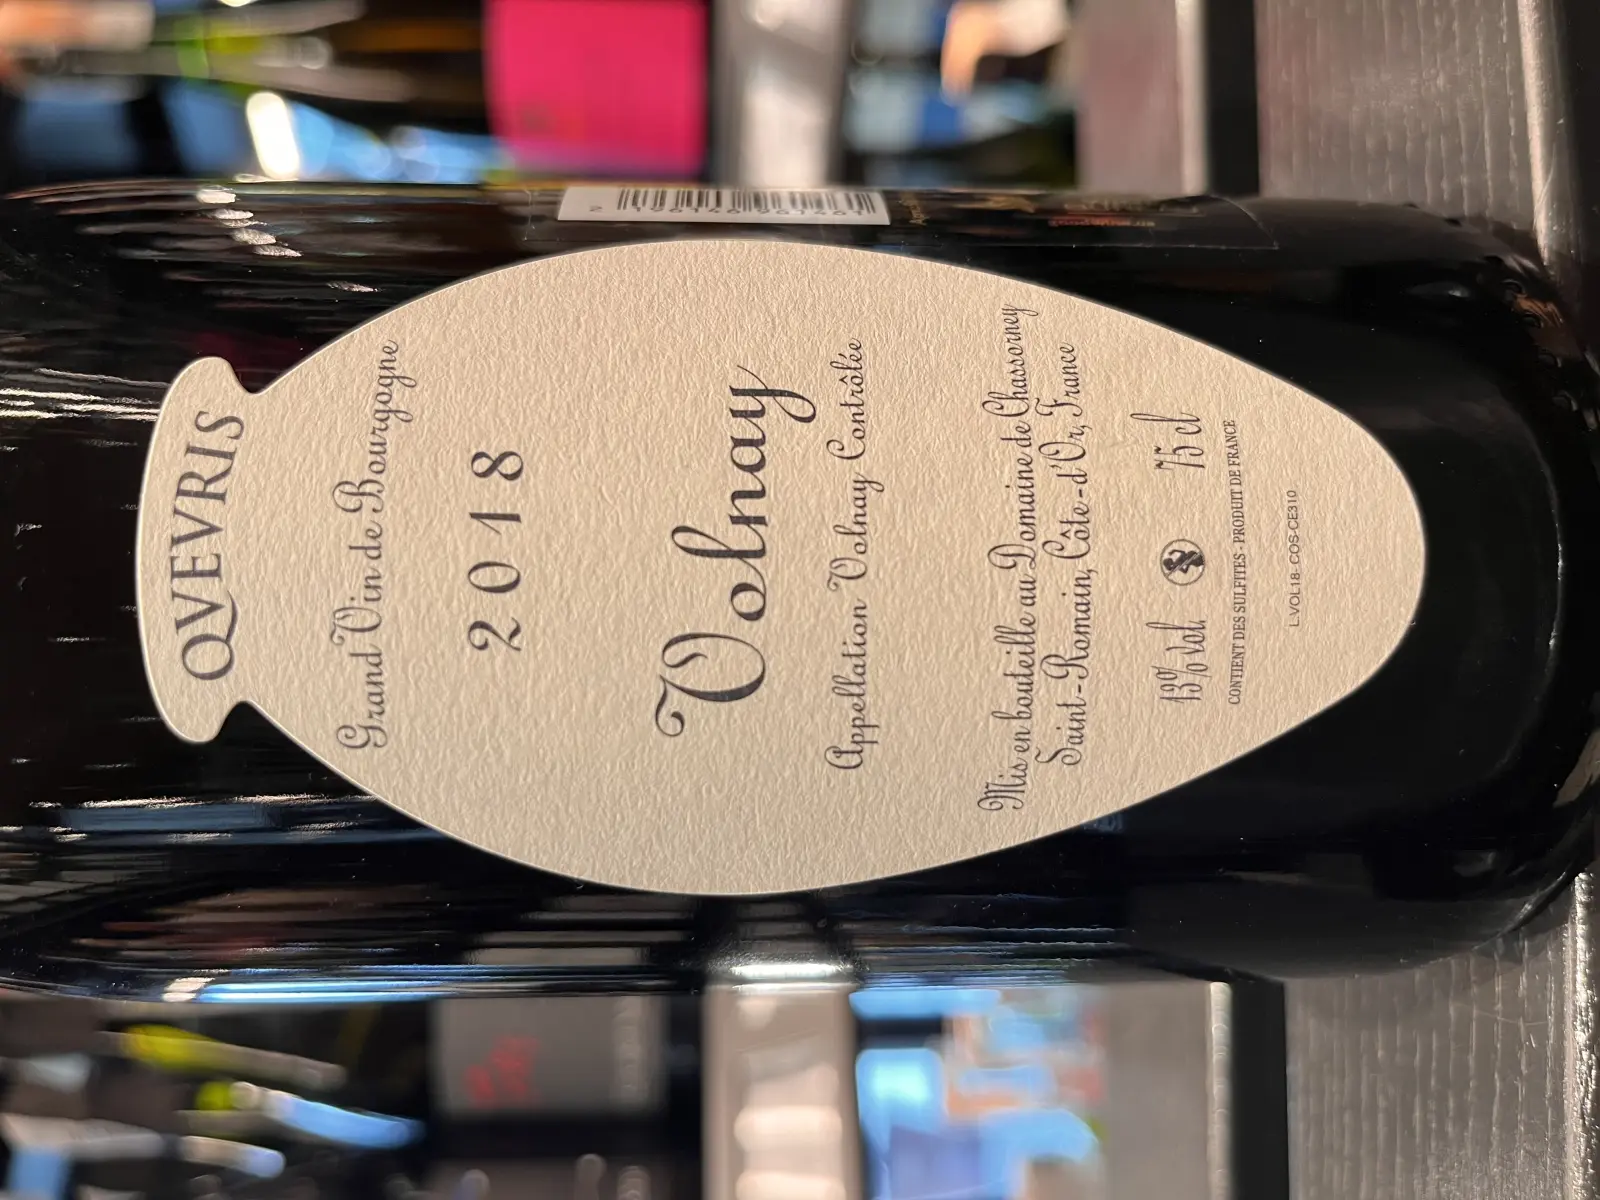 QVEVRIS
Grand Vin de Bourgogne
2018
Volnay
Appellation Volnay Contrôlée
Mis en bouteille au Domaine de Chassorney
Saint-Romain, Côte-d'Or, France
13% vol. 75 cl
CONTIENT DES SULFITES - PRODUIT DE FRANCE
L.VOL18-COS-CE310